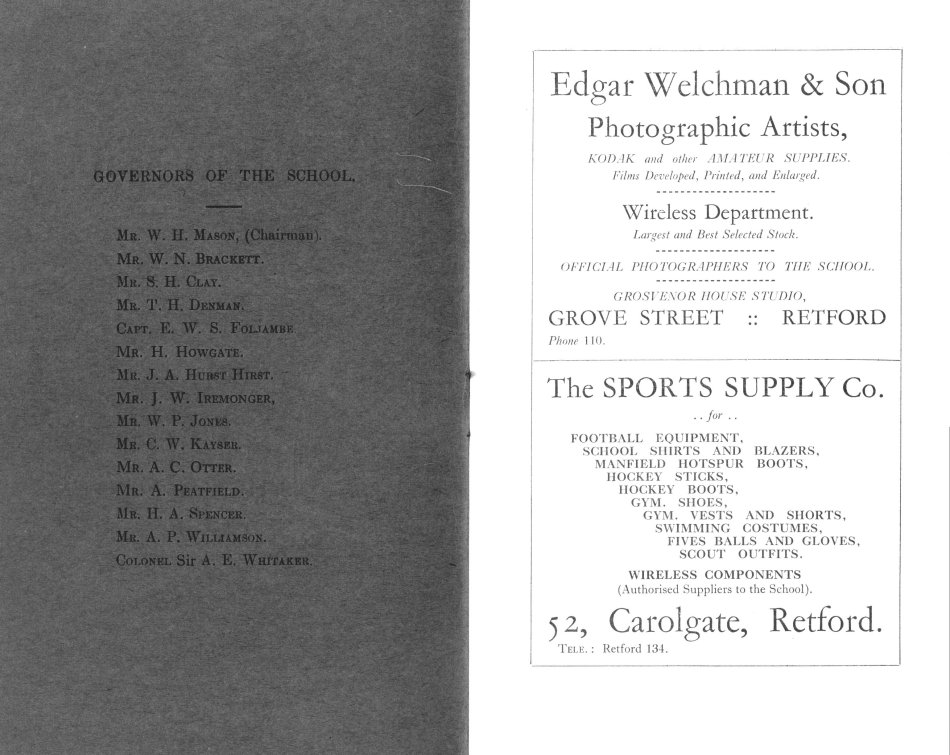 GOVERNORS OF THE SCHOOL.
MR. W. H. MASON, (Chairman).
MR. W. N. BRACKETT.
MR. S. H. CLAY.
MR. T. H. DENMAN.
CAPT. E. W. S. FOLJAMBE
MR. H. HOWGATE.
MR. J. A. HURST HIRST.
MR. J. W. IREMONGER,
MR. W. P. JONES.
MR. C. W. KAYSER.
MR. A. C. OTTER.
MR. A. PEATFIELD.
MR. H. A. SPENCER.
MR. A. P. WILLIAMSON.
COLONEL Sir A. E. WHITAKER.
Edgar Welchman & Son
Photographic Artists,
KODAK and other AMATEUR SUPPLIES.
Films Developed, Printed, and Enlarged.
Wireless Department.
Largest and Best Selected Stock.
OFFICIAL PHOTOGRAPHERS TO THE SCHOOL.
GROSVENOR HOUSE STUDIO,
GROVE STREET :: RETFORD
Phone 110.
The SPORTS SUPPLY Co.
. . for . .
FOOTBALL EQUIPMENT,
SCHOOL SHIRTS AND BLAZERS,
MANFIELD HOTSPUR BOOTS,
HOCKEY STICKS,
HOCKEY BOOTS,
GYM. SHOES,
GYM. VESTS AND SHORTS,
SWIMMING COSTUMES,
FIVES BALLS AND GLOVES,
SCOUT OUTFITS.
WIRELESS COMPONENTS
(Authorised Suppliers to the School).
52, Carolgate, Retford.
TELE. : Retford 134.